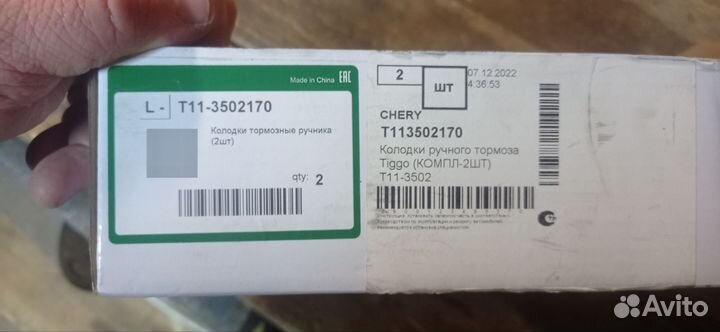 Made in China EAC
L - T11-3502170
Колодки тормозные ручника
(2шт)
qty: 2
2
шт
07.12.2022
4:36:53
CHERY
T113502170
Колодки ручного тормоза
Tiggo (КОМПЛ-2ШТ)
T11-3502
Avito